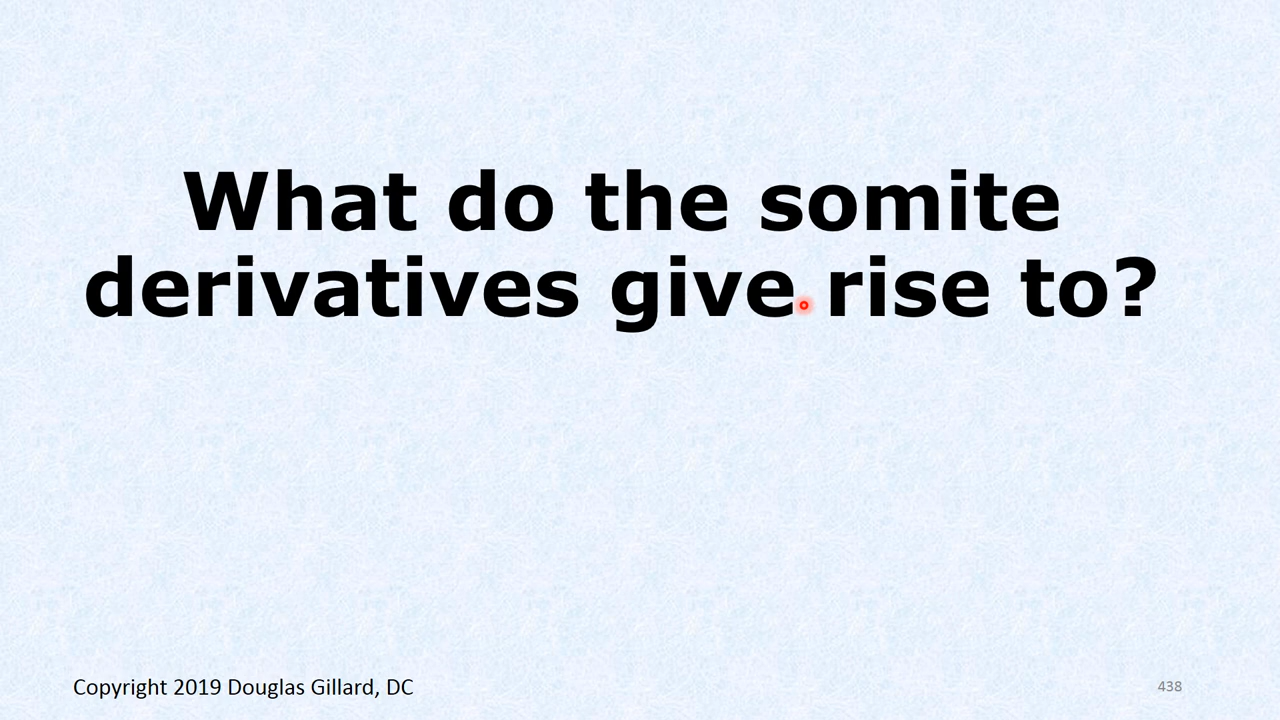 What do the somite
derivatives give rise to?
Copyright 2019 Douglas Gillard, DC
438